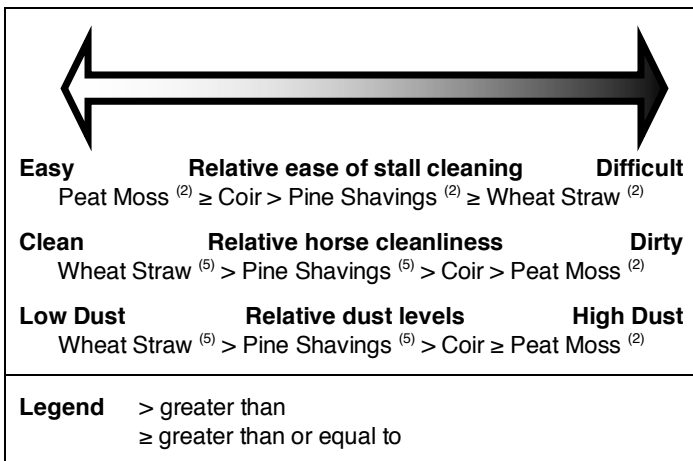 Easy Relative ease of stall cleaning Difficult
Peat Moss (2) ≥ Coir > Pine Shavings (2) ≥ Wheat Straw (2)
Clean Relative horse cleanliness Dirty
Wheat Straw (5) > Pine Shavings (5) > Coir > Peat Moss (2)
Low Dust Relative dust levels High Dust
Wheat Straw (5) > Pine Shavings (5) > Coir ≥ Peat Moss (2)
Legend > greater than
≥ greater than or equal to